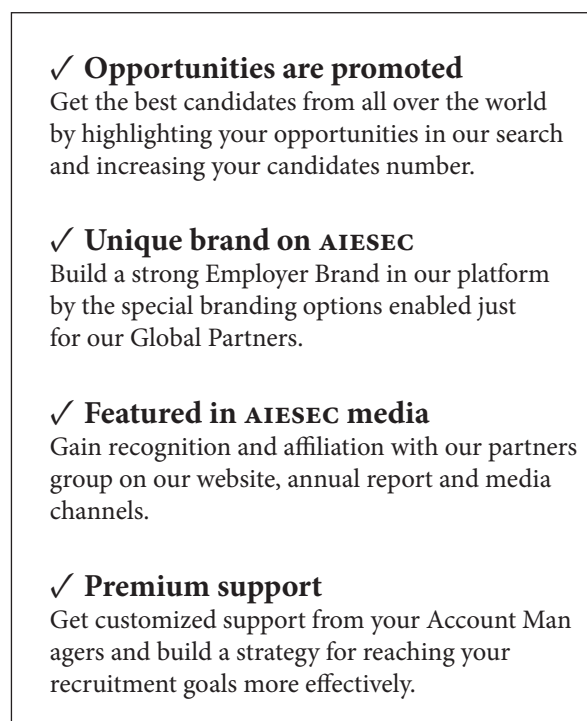 ✓ Opportunities are promoted
Get the best candidates from all over the world
by highlighting your opportunities in our search
and increasing your candidates number.
✓ Unique brand on AIESEC
Build a strong Employer Brand in our platform
by the special branding options enabled just
for our Global Partners.
✓ Featured in AIESEC media
Gain recognition and affiliation with our partners
group on our website, annual report and media
channels.
✓ Premium support
Get customized support from your Account Man
agers and build a strategy for reaching your
recruitment goals more effectively.